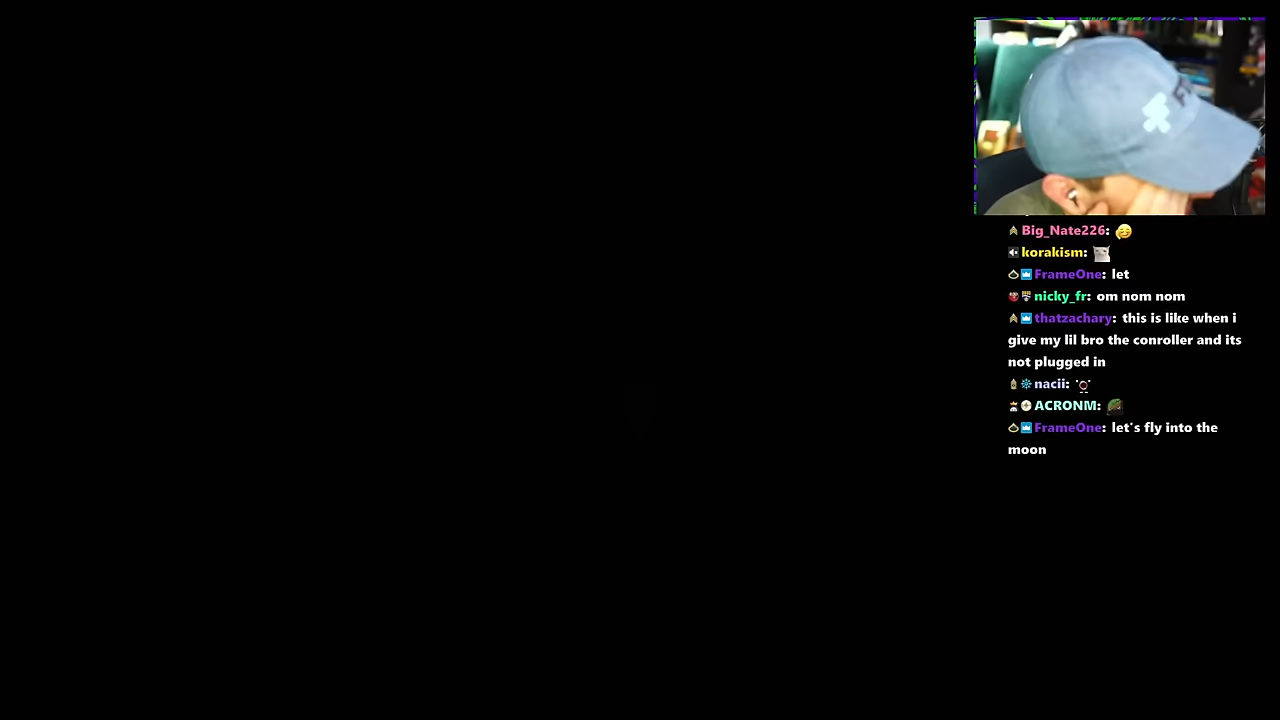 Big_Nate226:
korakism:
FrameOne: let
nicky_fr: om nom nom
thatzachary: this is like when i
give my lil bro the conroller and its
not plugged in
nacii:
ACRONM:
FrameOne: let's fly into the
moon